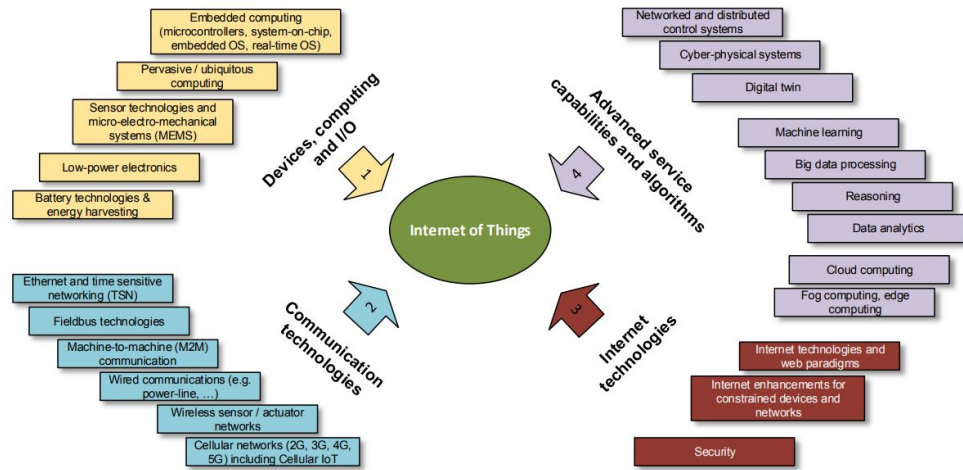 Embedded computing
(microcontrollers, system-on-chip,
embedded OS, real-time OS)
Pervasive / ubiquitous
computing
Sensor technologies and
micro-electro-mechanical
systems (MEMS)
Low-power electronics
Battery technologies &
energy harvesting
Devices, computing
and I/O
1
Networked and distributed
control systems
Cyber-physical systems
Digital twin
Machine learning
Big data processing
Reasoning
Data analytics
Cloud computing
Fog computing, edge
computing
Advanced service
capabilities and algorithms
4
Internet of Things
Ethernet and time sensitive
networking (TSN)
Fieldbus technologies
Machine-to-machine (M2M)
communication
Wired communications (e.g.
power-line, ...)
Wireless sensor / actuator
networks
Cellular networks (2G, 3G, 4G,
5G) including Cellular IoT
Communication
technologies
2
Internet
technologies
3
Internet technologies and
web paradigms
Internet enhancements for
constrained devices and
networks
Security